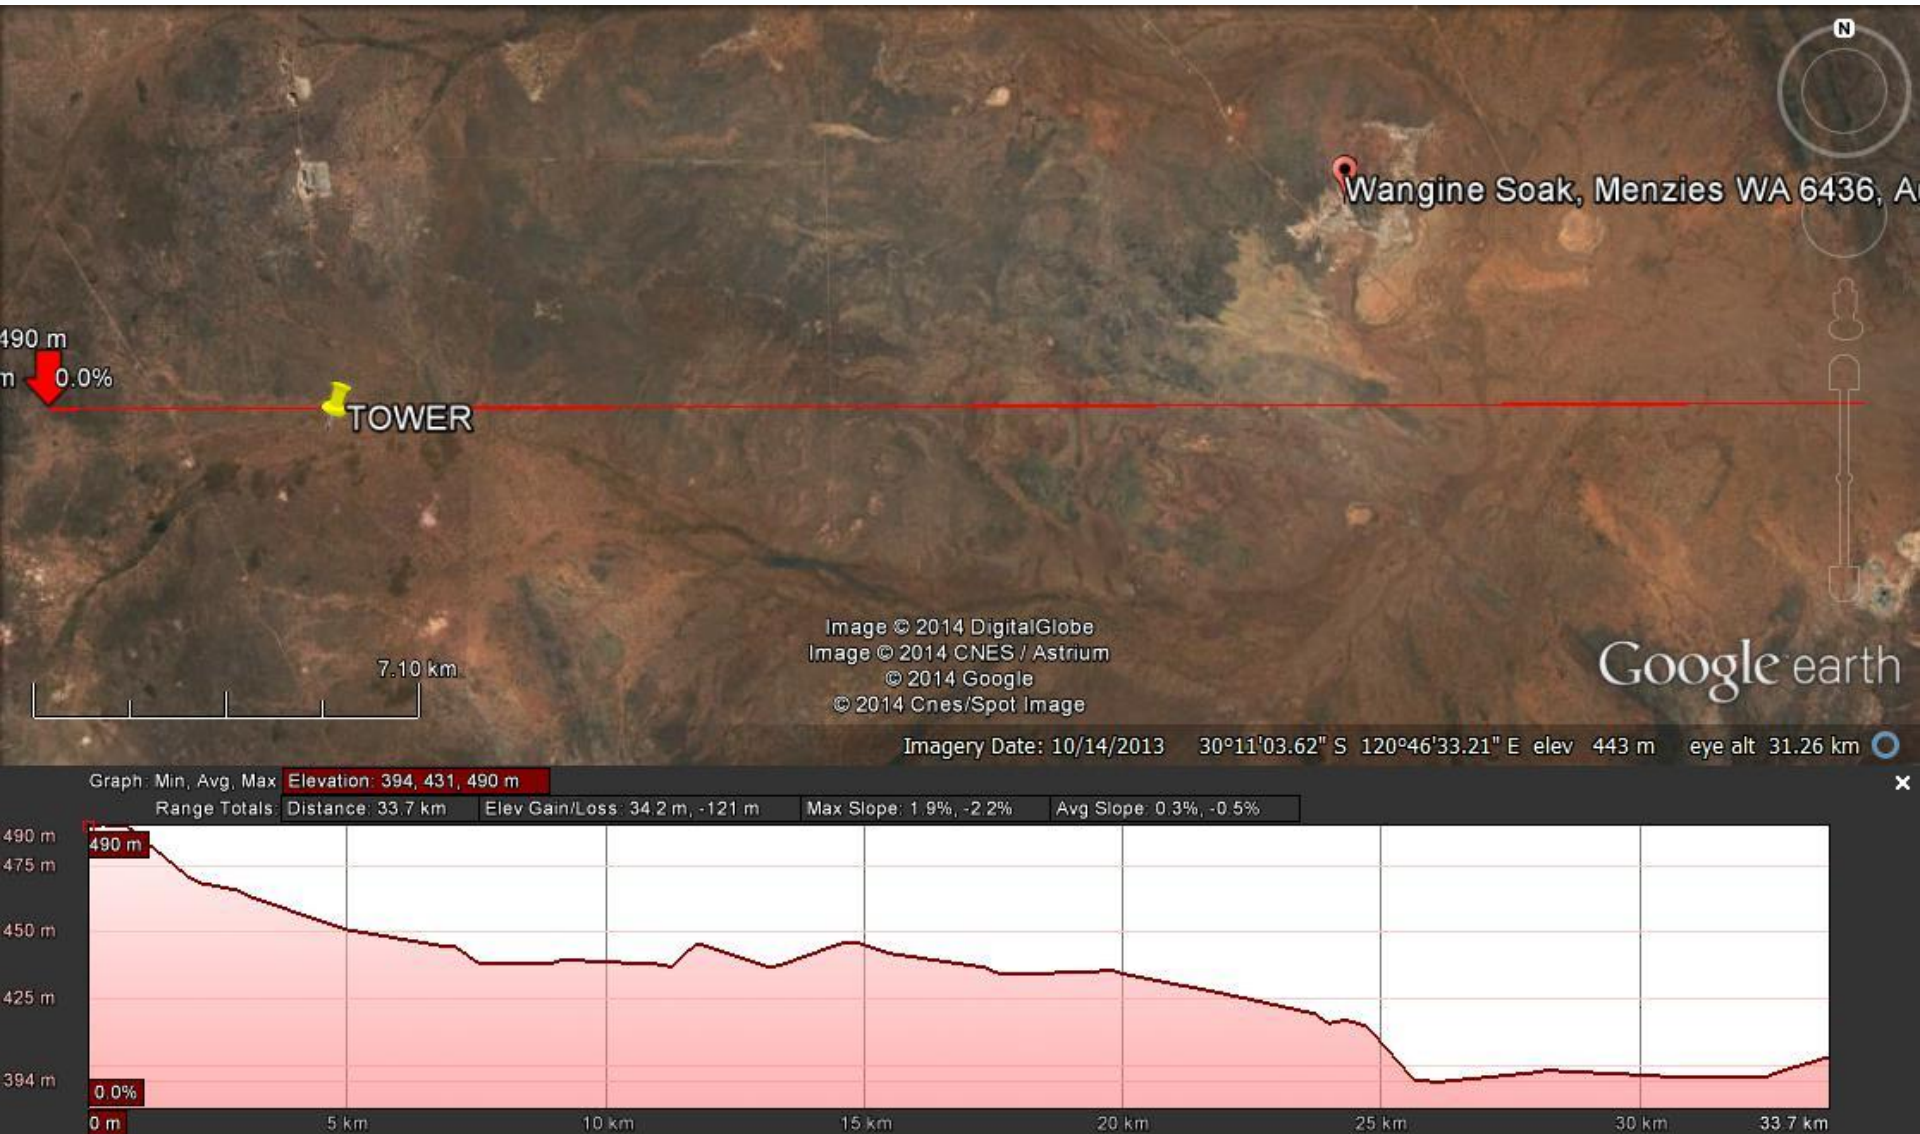 N
Wangine Soak, Menzies WA 6436, A
490 m
m 0.0%
TOWER
7.10 km
Image © 2014 DigitalGlobe
Image © 2014 CNES / Astrium
© 2014 Google
© 2014 Cnes/Spot Image
Google earth
Imagery Date: 10/14/2013 30°11'03.62" S 120°46'33.21" E elev 443 m eye alt 31.26 km
Graph: Min, Avg, Max Elevation: 394, 431, 490 m
Range Totals: Distance: 33.7 km Elev Gain/Loss: 34.2 m, -121 m Max Slope: 1.9%, -2.2% Avg Slope: 0.3%, -0.5%
490 m
490 m
475 m
450 m
425 m
394 m
0.0%
0 m 5 km 10 km 15 km 20 km 25 km 30 km 33.7 km